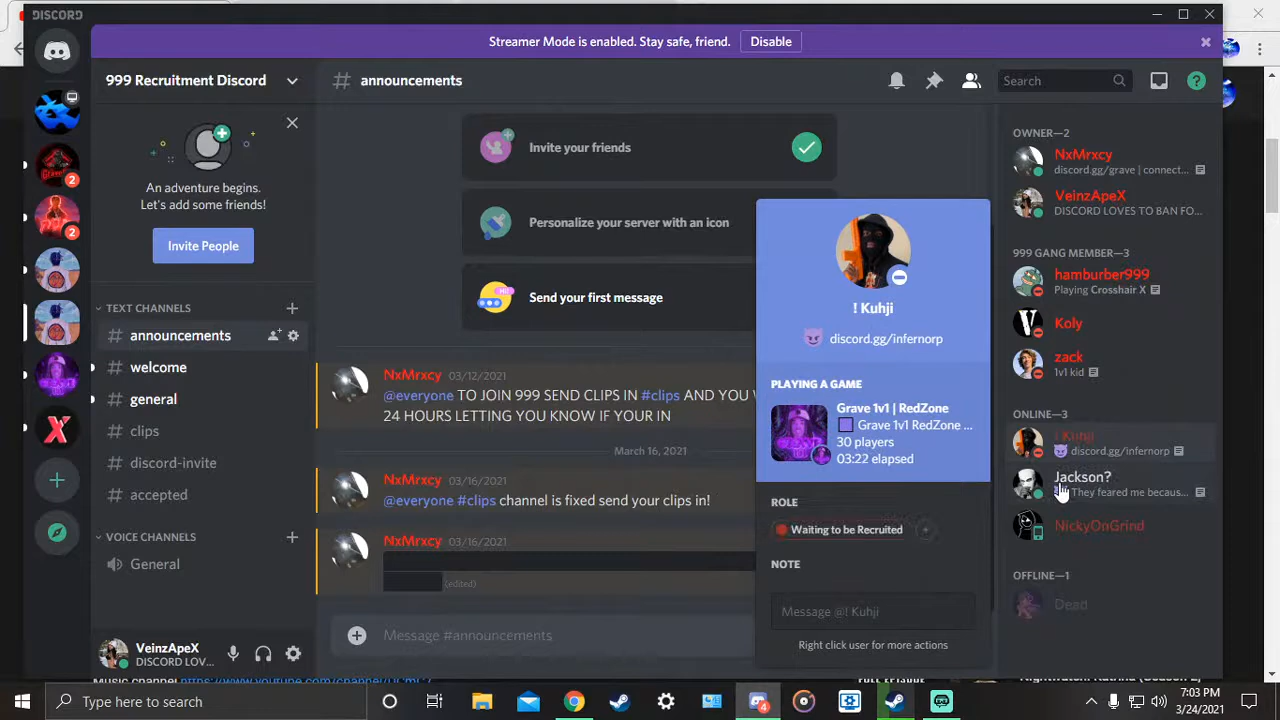 DISCORD
Streamer Mode is enabled. Stay safe, friend.
Disable
999 Recruitment Discord
# announcements
Search
An adventure begins.
Let's add some friends!
Invite People
TEXT CHANNELS
# announcements
# welcome
# general
# clips
# discord-invite
# accepted
VOICE CHANNELS
General
VeinzApeX
DISCORD LOV...
Invite your friends
Personalize your server with an icon
Send your first message
NxMrxcy 03/12/2021
@everyone TO JOIN 999 SEND CLIPS IN #clips AND YOU
24 HOURS LETTING YOU KNOW IF YOUR IN
March 16, 2021
NxMrxcy 03/16/2021
@everyone #clips channel is fixed send your clips in!
NxMrxcy 03/16/2021
(edited)
Message #announcements
! Kuhji
discord.gg/infernorp
PLAYING A GAME
Grave 1v1 | RedZone
Grave 1v1 RedZone ...
30 players
03:22 elapsed
ROLE
Waiting to be Recruited
NOTE
Message @! Kuhji
Right click user for more actions
OWNER—2
NxMrxcy
discord.gg/grave | connect...
VeinzApeX
DISCORD LOVES TO BAN FO...
999 GANG MEMBER—3
hamburber999
Playing Crosshair X
Koly
zack
1v1 kid
ONLINE—3
! Kuhji
discord.gg/infernorp
Jackson?
They feared me becaus...
NickyOnGrind
OFFLINE—1
Dead
2
2
Type here to search
4
7:03 PM
3/24/2021